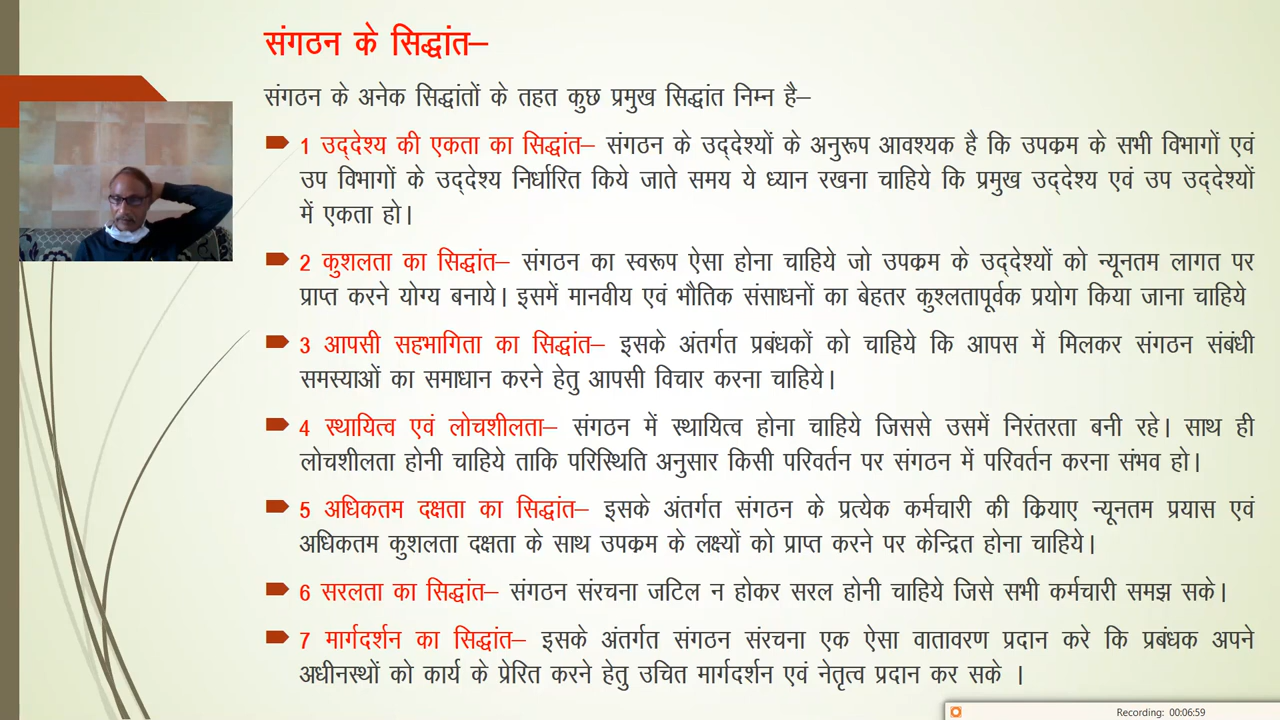 संगठन के सिद्धांत–
संगठन के अनेक सिद्धांतों के तहत कुछ प्रमुख सिद्धांत निम्न है–
1 उद्देश्य की एकता का सिद्धांत– संगठन के उद्देश्यों के अनुरूप आवश्यक है कि उपक्रम के सभी विभागों एवं
उप विभागों के उद्देश्य निर्धारित किये जाते समय ये ध्यान रखना चाहिये कि प्रमुख उद्देश्य एवं उप उद्देश्यों
में एकता हो।
2 कुशलता का सिद्धांत– संगठन का स्वरूप ऐसा होना चाहिये जो उपक्रम के उद्देश्यों को न्यूनतम लागत पर
प्राप्त करने योग्य बनाये। इसमें मानवीय एवं भौतिक संसाधनों का बेहतर कुश्लतापूर्वक प्रयोग किया जाना चाहिये
3 आपसी सहभागिता का सिद्धांत– इसके अंतर्गत प्रबंधकों को चाहिये कि आपस में मिलकर संगठन संबंधी
समस्याओं का समाधान करने हेतु आपसी विचार करना चाहिये।
4 स्थायित्व एवं लोचशीलता– संगठन में स्थायित्व होना चाहिये जिससे उसमें निरंतरता बनी रहे। साथ ही
लोचशीलता होनी चाहिये ताकि परिस्थिति अनुसार किसी परिवर्तन पर संगठन में परिवर्तन करना संभव हो।
5 अधिकतम दक्षता का सिद्धांत– इसके अंतर्गत संगठन के प्रत्येक कर्मचारी की क्रियाए न्यूनतम प्रयास एवं
अधिकतम कुशलता दक्षता के साथ उपक्रम के लक्ष्यों को प्राप्त करने पर केन्द्रित होना चाहिये।
6 सरलता का सिद्धांत– संगठन संरचना जटिल न होकर सरल होनी चाहिये जिसे सभी कर्मचारी समझ सके।
7 मार्गदर्शन का सिद्धांत– इसके अंतर्गत संगठन संरचना एक ऐसा वातावरण प्रदान करे कि प्रबंधक अपने
अधीनस्थों को कार्य के प्रेरित करने हेतु उचित मार्गदर्शन एवं नेतृत्व प्रदान कर सके ।
Recording: 00:06:59